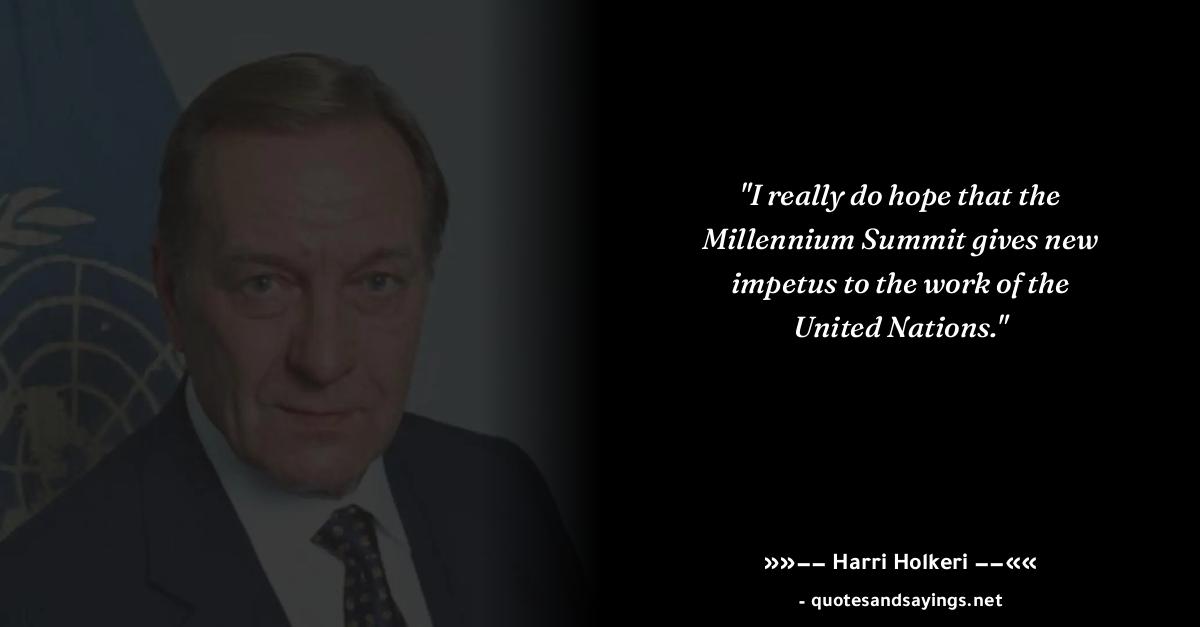 "I really do hope that the
Millennium Summit gives new
impetus to the work of the
United Nations."
»»−− Harri Holkeri −−««
- quotesandsayings.net